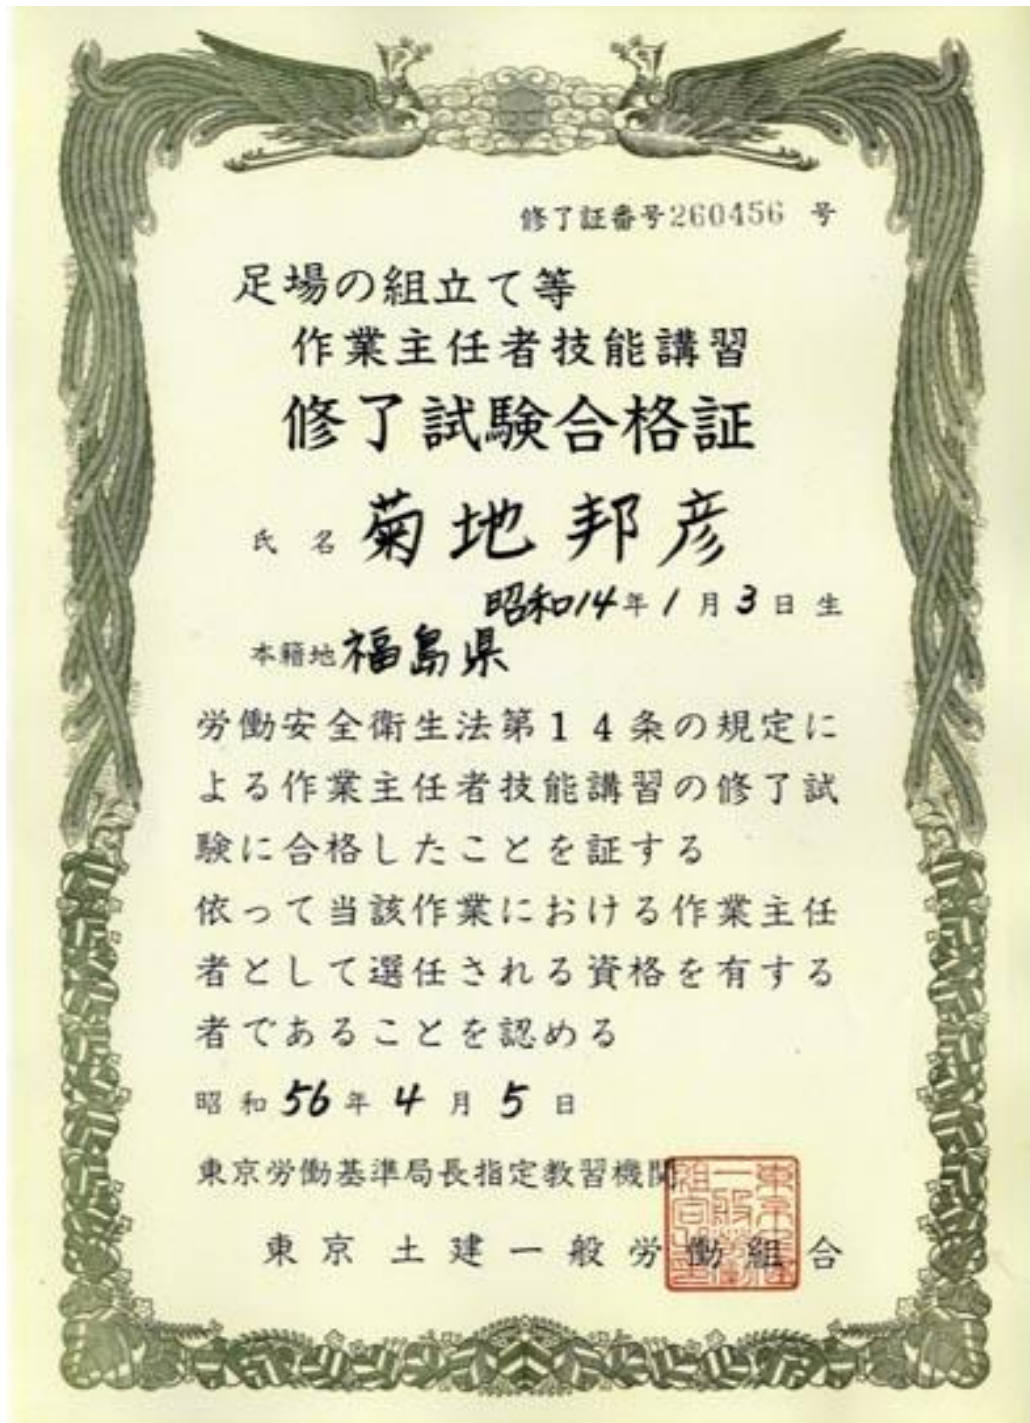 修了証番号260456 号
足場の組立て等
作業主任者技能講習
修了試験合格証
氏名 菊地邦彦
昭和14年1月3日生
本籍地 福島県
労働安全衛生法第14条の規定に
よる作業主任者技能講習の修了試
験に合格したことを証する
依って当該作業における作業主任
者として選任される資格を有する
者であることを認める
昭和56年4月5日
東京労働基準局長指定教習機関
東京土建一般労働組合